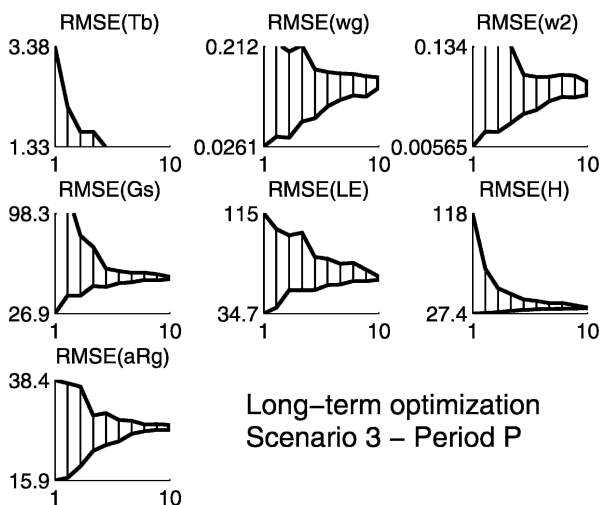 RMSE(Tb) RMSE(wg) RMSE(w2)
3.38 0.212 0.134
1.33 0.0261 0.00565
1 10 1 10 1 10
RMSE(Gs) RMSE(LE) RMSE(H)
98.3 115 118
26.9 34.7 27.4
1 10 1 10 1 10
RMSE(aRg)
38.4
Long−term optimization
Scenario 3 − Period P
15.9
1 10